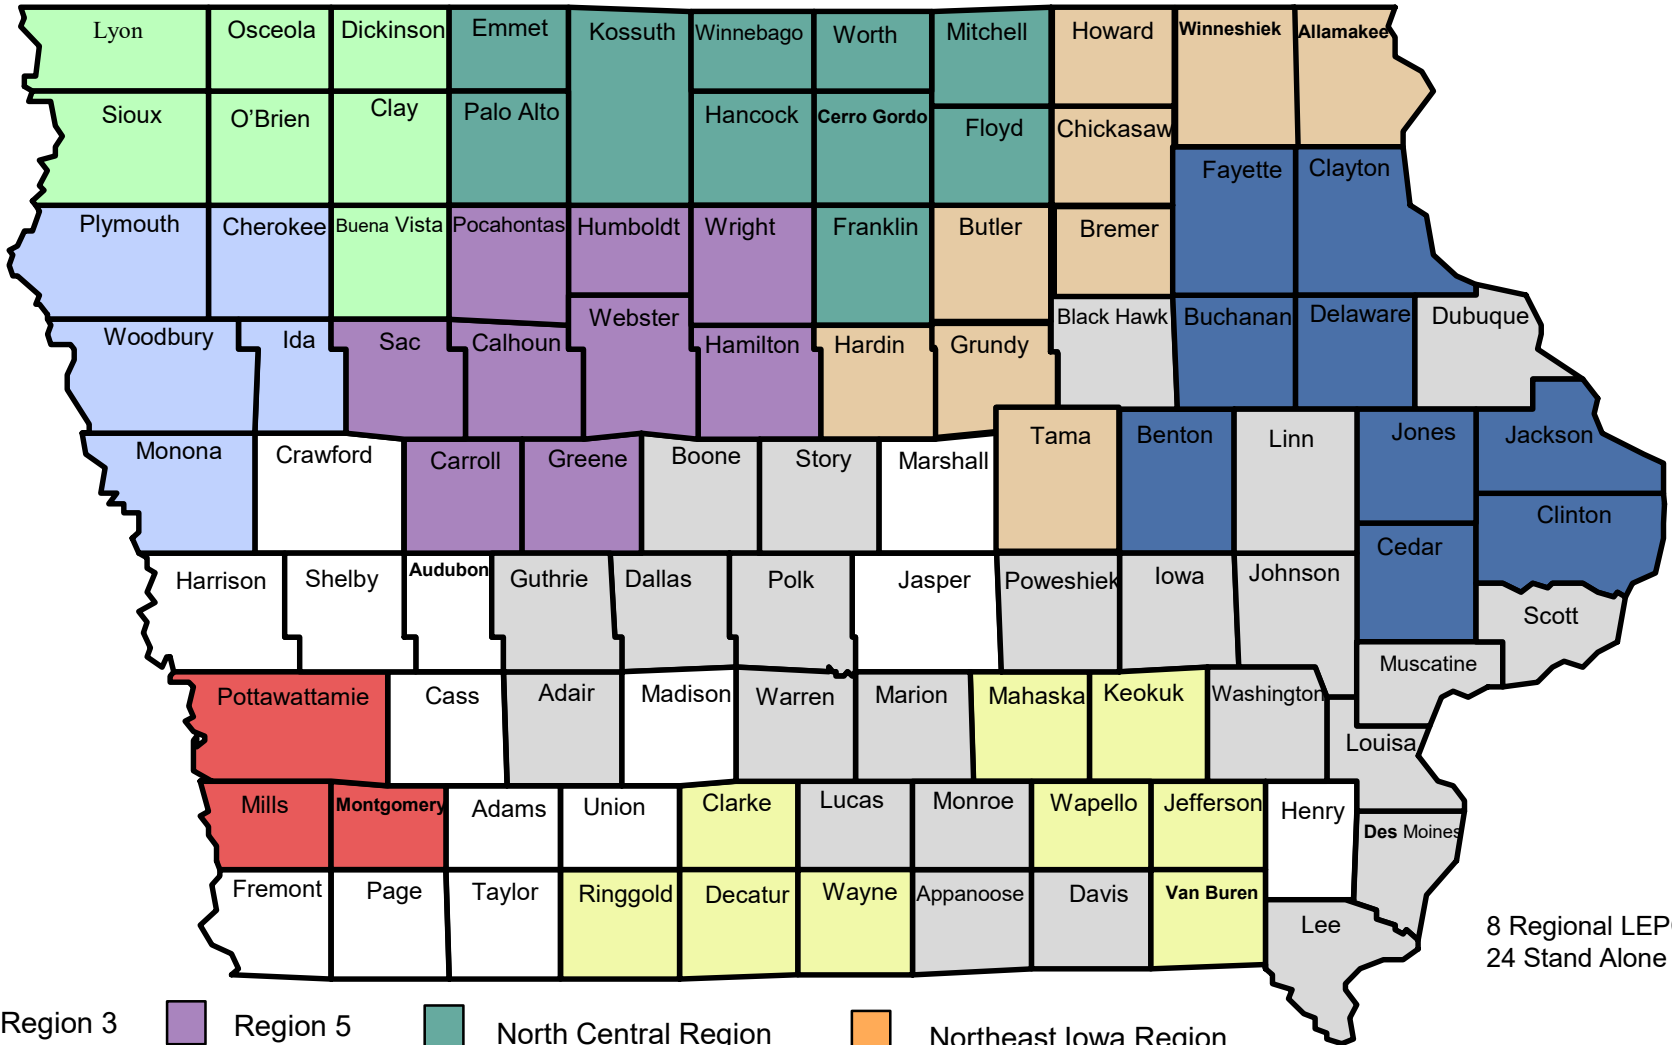 Lyon Osceola Dickinson Emmet Kossuth Winnebago Worth Mitchell Howard Winneshiek Allamakee
Sioux O'Brien Clay Palo Alto Hancock Cerro Gordo Floyd Chickasaw
Fayette Clayton
Plymouth Cherokee Buena Vista Pocahontas Humboldt Wright Franklin Butler Bremer
Woodbury Ida Sac Calhoun Webster Hamilton Hardin Grundy Black Hawk Buchanan Delaware Dubuque
Monona Crawford Carroll Greene Boone Story Marshall Tama Benton Linn Jones Jackson
Clinton
Cedar
Harrison Shelby Audubon Guthrie Dallas Polk Jasper Poweshiek Iowa Johnson
Scott
Muscatine
Pottawattamie Cass Adair Madison Warren Marion Mahaska Keokuk Washington
Louisa
Mills Montgomery Adams Union Clarke Lucas Monroe Wapello Jefferson Henry
Des Moines
Fremont Page Taylor Ringgold Decatur Wayne Appanoose Davis Van Buren
Lee
8 Regional LEP
24 Stand Alone
Region 3 Region 5 North Central Region Northeast Iowa Region